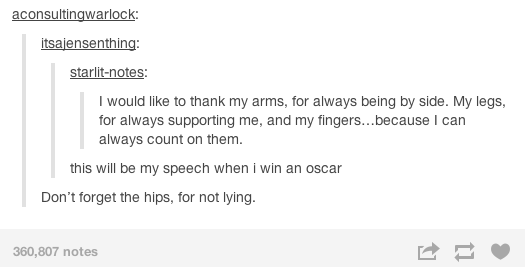 aconsultingwarlock:
itsajensenthing:
starlit-notes:
I would like to thank my arms, for always being by side. My legs,
for always supporting me, and my fingers…because I can
always count on them.
this will be my speech when i win an oscar
Don't forget the hips, for not lying.
360,807 notes